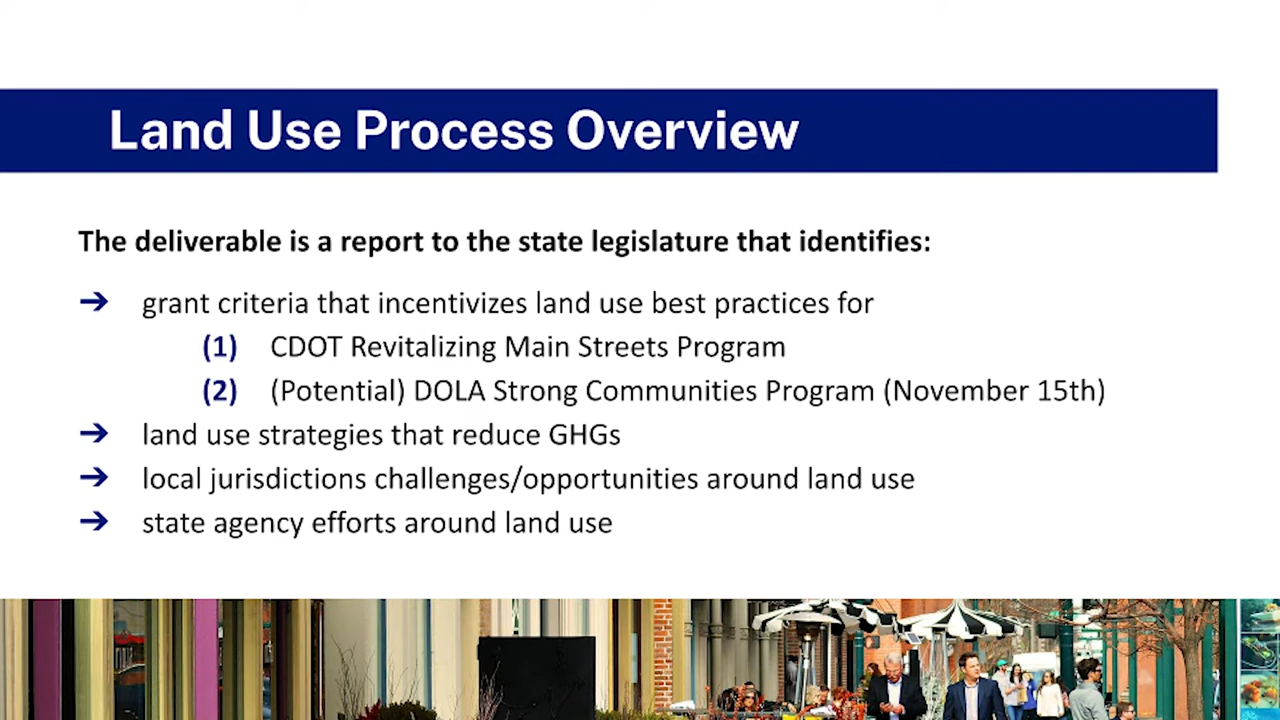 Land Use Process Overview
The deliverable is a report to the state legislature that identifies:
➔ grant criteria that incentivizes land use best practices for
(1) CDOT Revitalizing Main Streets Program
(2) (Potential) DOLA Strong Communities Program (November 15th)
➔ land use strategies that reduce GHGs
➔ local jurisdictions challenges/opportunities around land use
➔ state agency efforts around land use